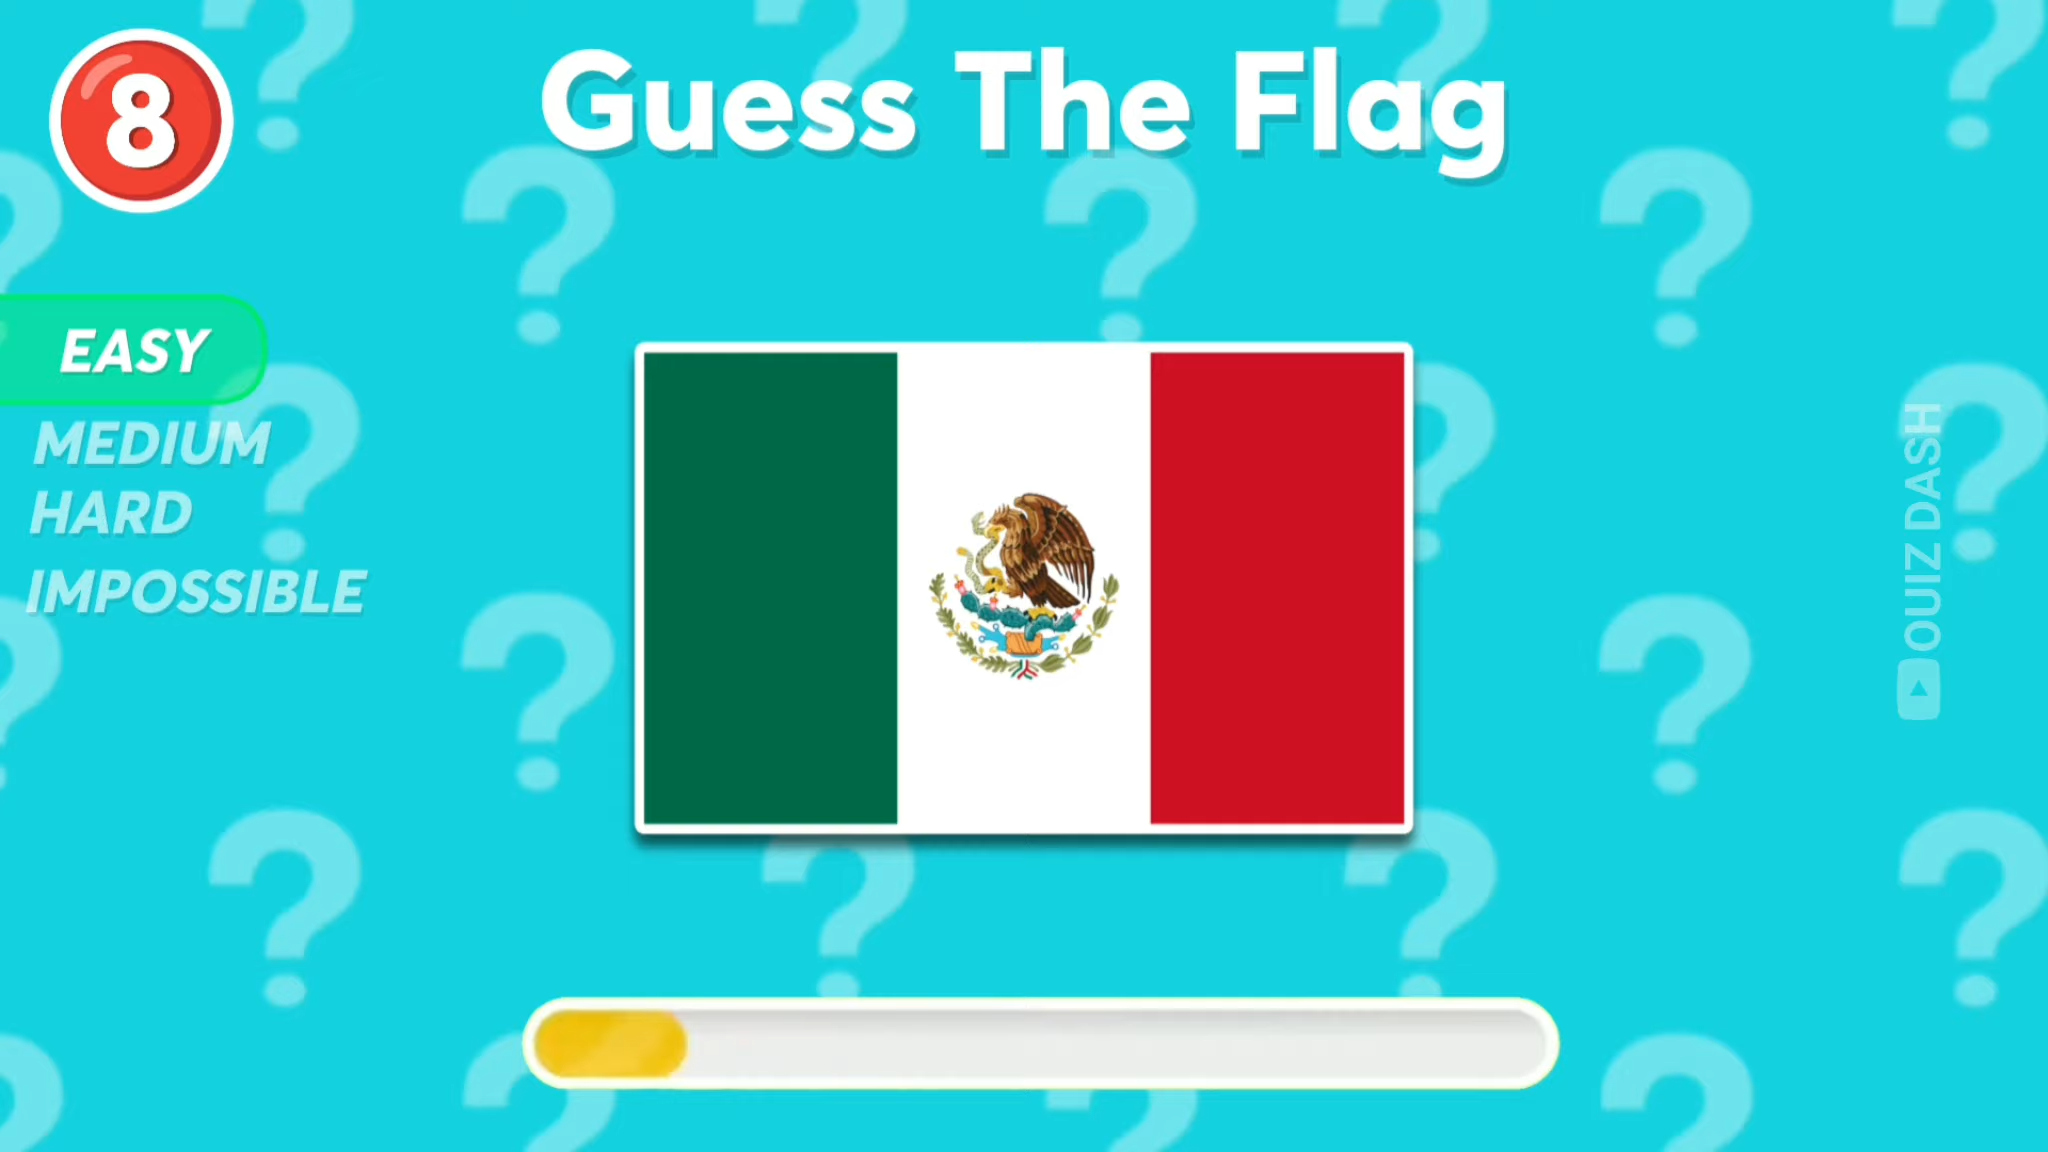 8
Guess The Flag
EASY
MEDIUM
HARD
IMPOSSIBLE
QUIZ DASH